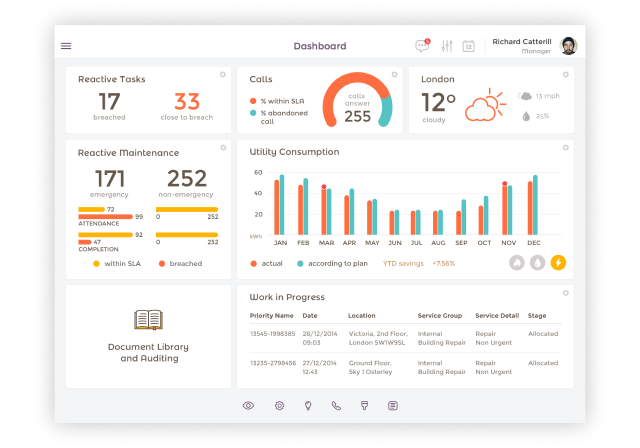 Dashboard
5
12
Richard Catterill
Manager
Reactive Tasks
17
33
breached
close to breach
Calls
% within SLA
% abandoned
call
calls
answer
255
London
12°
cloudy
13 mph
25%
Reactive Maintenance
171
252
emergency
non-emergency
72
99
0
252
ATTENDANCE
92
47
0
252
COMPLETION
within SLA
breached
Utility Consumption
60
40
20
kWh
JAN FEB MAR APR MAY JUN JUL AUG SEP OCT NOV DEC
actual
according to plan
YTD savings +7.56%
Document Library
and Auditing
Work in Progress
Priority Name Date Location Service Group Service Detail Stage
13545-1998385 28/12/2014 Victoria, 2nd Floor, Internal Repair Allocated
09:03 London SW1W9SL Building Repair Non Urgent
13235-2798456 27/12/2014 Ground Floor, Internal Repair Allocated
12:43 Sky 1 Osterley Building Repair Non Urgent